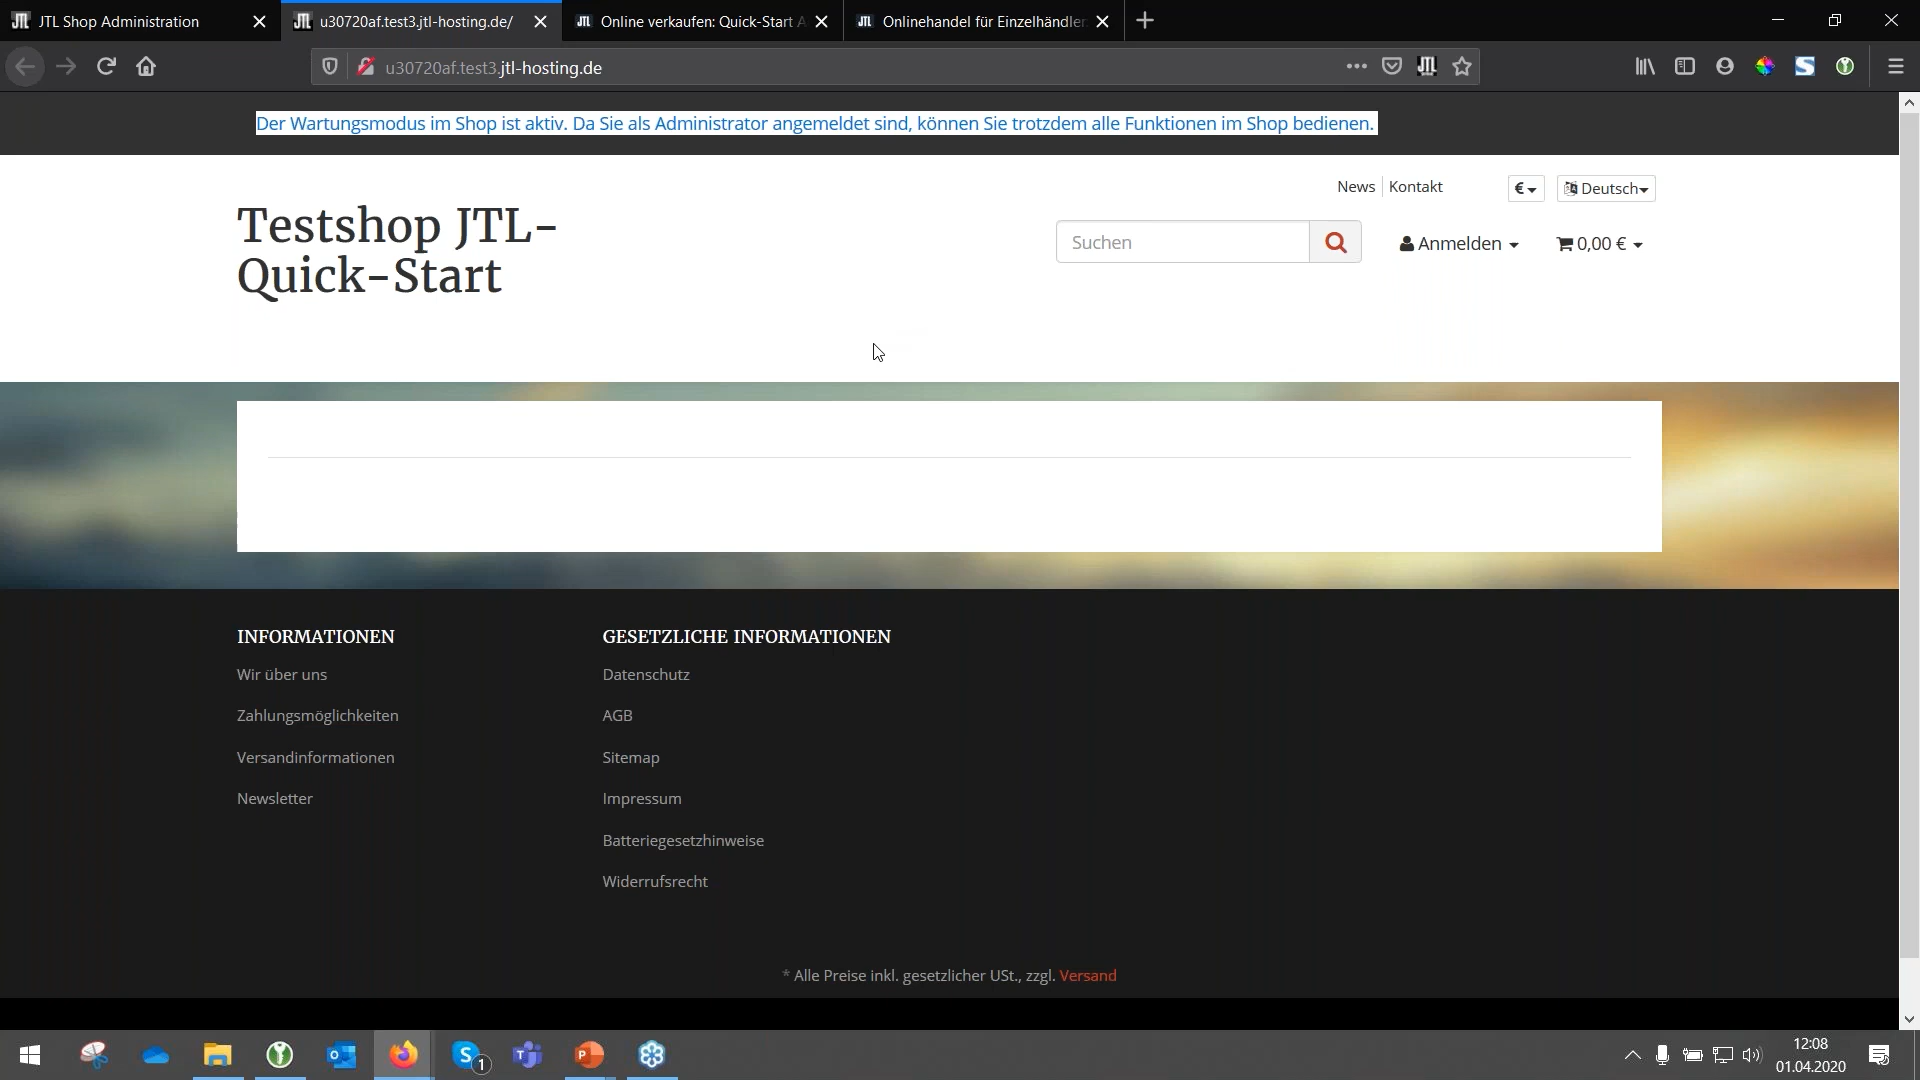 JTL Shop Administration
u30720af.test3.jtl-hosting.de/
Online verkaufen: Quick-Start A
Onlinehandel für Einzelhändler:
u30720af.test3.jtl-hosting.de
Der Wartungsmodus im Shop ist aktiv. Da Sie als Administrator angemeldet sind, können Sie trotzdem alle Funktionen im Shop bedienen.
News Kontakt € Deutsch
Testshop JTL-
Quick-Start
Suchen
Anmelden
0,00 €
INFORMATIONEN
Wir über uns
Zahlungsmöglichkeiten
Versandinformationen
Newsletter
GESETZLICHE INFORMATIONEN
Datenschutz
AGB
Sitemap
Impressum
Batteriegesetzhinweise
Widerrufsrecht
* Alle Preise inkl. gesetzlicher USt., zzgl. Versand
12:08
01.04.2020